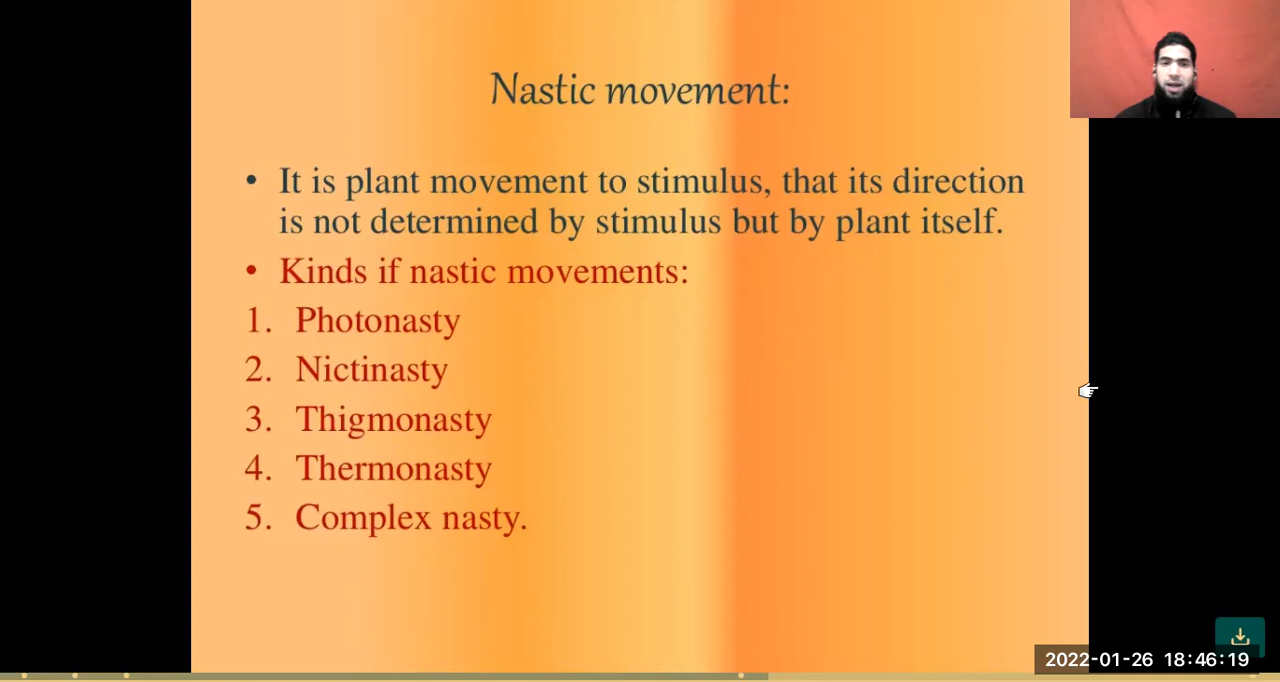 Nastic movement:
• It is plant movement to stimulus, that its direction
is not determined by stimulus but by plant itself.
• Kinds if nastic movements:
1. Photonasty
2. Nictinasty
3. Thigmonasty
4. Thermonasty
5. Complex nasty.
2022-01-26 18:46:19